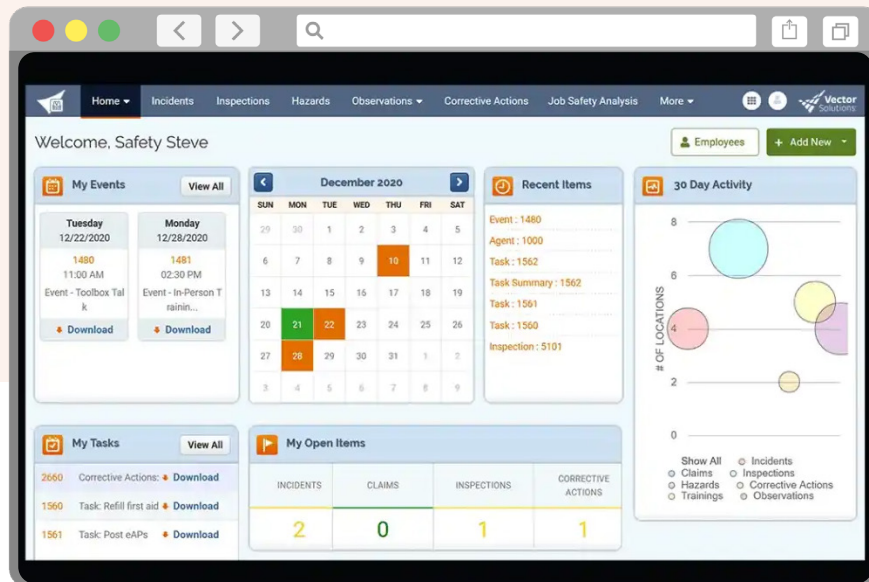 Home
Incidents
Inspections
Hazards
Observations
Corrective Actions
Job Safety Analysis
More
Vector
Solutions
Welcome, Safety Steve
Employees
+ Add New
My Events
View All
Tuesday
12/22/2020
1480
11:00 AM
Event - Toolbox Tal
k
Download
Monday
12/28/2020
1481
02:30 PM
Event - In-Person T
rainin...
Download
December 2020
SUN MON TUE WED THU FRI SAT
29 30 1 2 3 4 5
6 7 8 9 10 11 12
13 14 15 16 17 18 19
20 21 22 23 24 25 26
27 28 29 30 31 1 2
3 4 5 6 7 8 9
Recent Items
Event : 1480
Agent : 1000
Task : 1562
Task Summary : 1562
Task : 1561
Task : 1560
Inspection : 5101
30 Day Activity
# OF LOCATIONS
8
6
4
2
0
Show All Incidents
Claims Inspections
Hazards Corrective Actions
Trainings Observations
My Tasks
View All
2660 Corrective Actions: Download
1560 Task: Refill first aid Download
1561 Task: Post eAPs Download
My Open Items
INCIDENTS
2
CLAIMS
0
INSPECTIONS
1
CORRECTIVE
ACTIONS
1